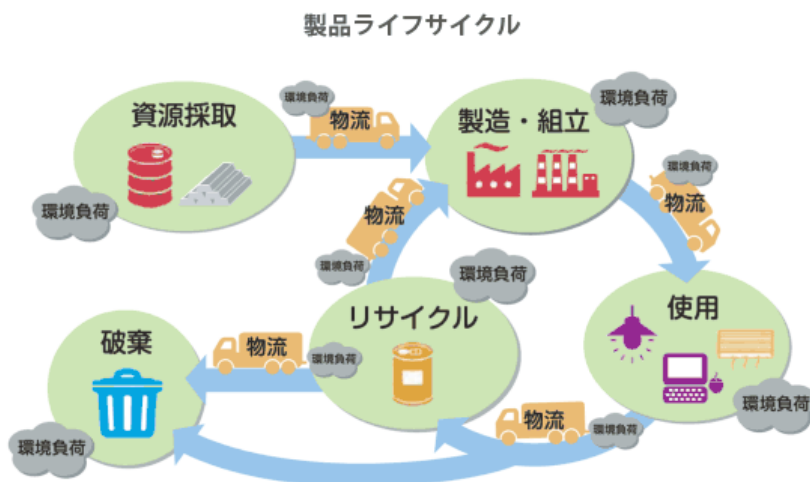 製品ライフサイクル
資源採取
環境負荷
環境負荷
物流
製造・組立
環境負荷
環境負荷
物流
物流
環境負荷
使用
環境負荷
リサイクル
環境負荷
物流
環境負荷
物流
環境負荷
破棄
環境負荷